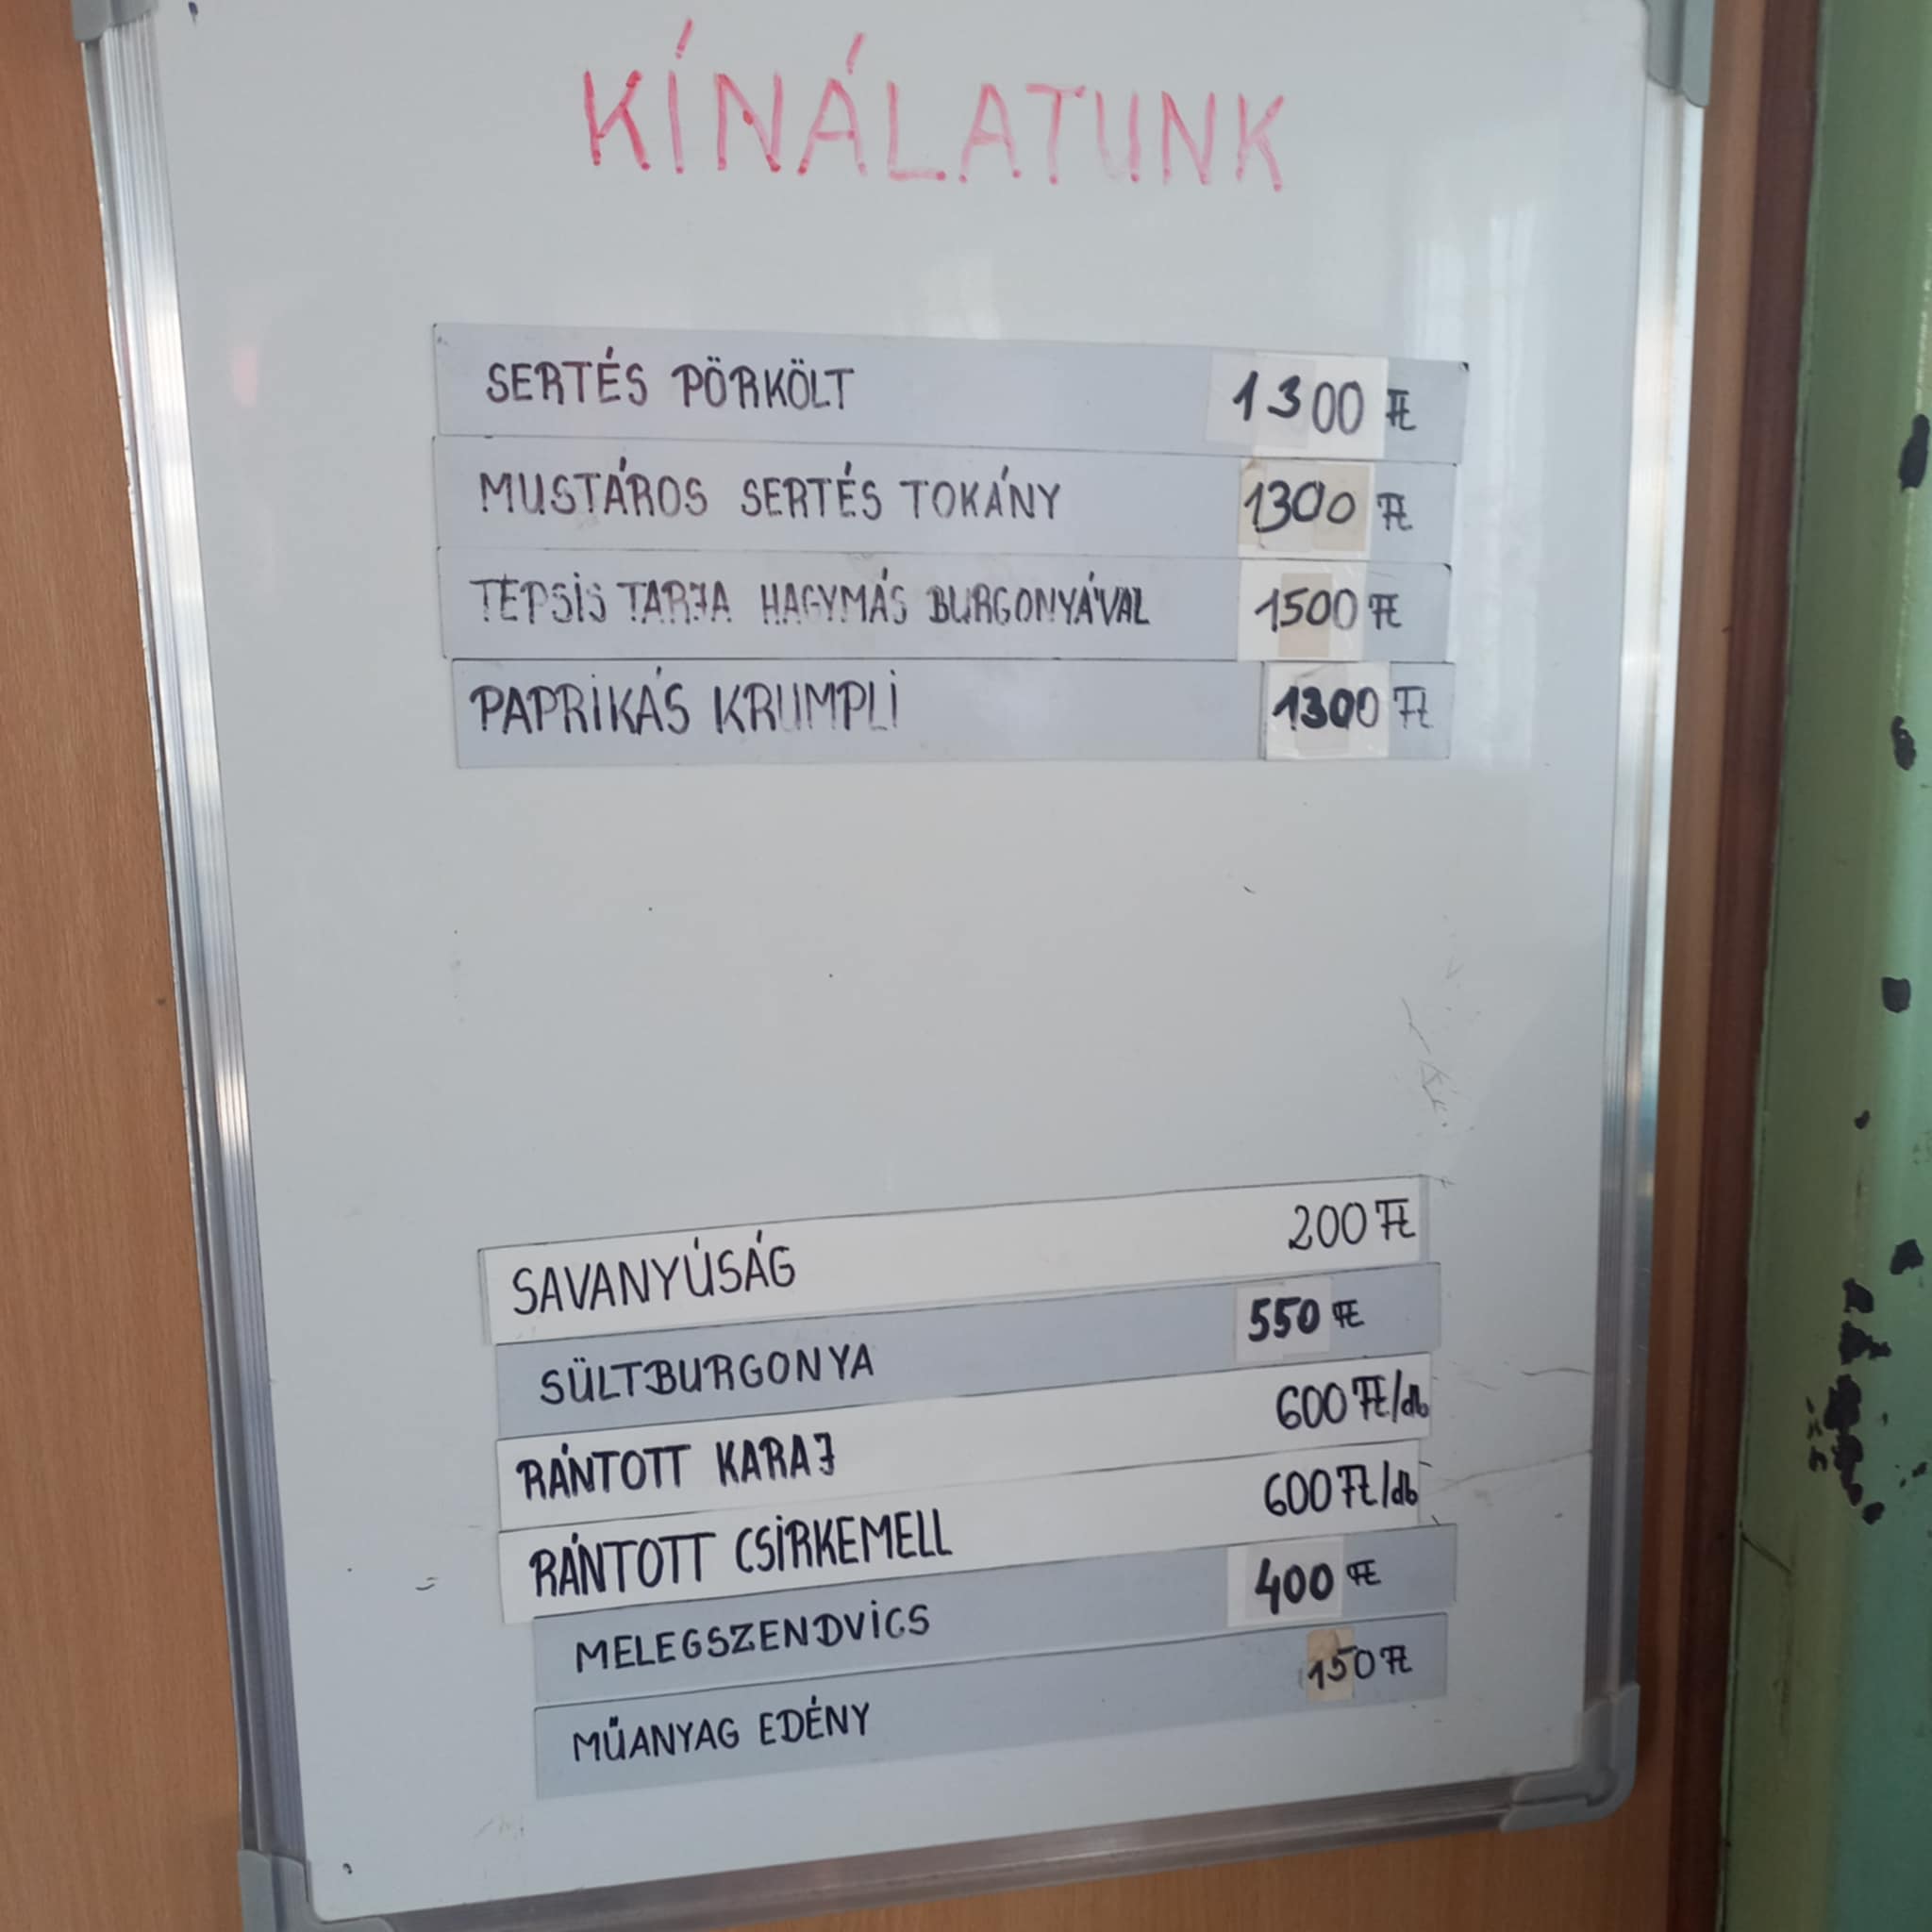 KÍNÁLATUNK
SERTÉS PÖRKÖLT 1300 Ft
MUSTÁROS SERTÉS TOKÁNY 1300 Ft
TEPSIS TARJA HAGYMÁS BURGONYÁVAL 1500 Ft
PAPRIKÁS KRUMPLI 1300 Ft
SAVANYÚSÁG 200 Ft
SÜLTBURGONYA 550 Ft
RÁNTOTT KARAJ 600 Ft/db
RÁNTOTT CSIRKEMELL 600 Ft/db
MELEGSZENDVICS 400 Ft
MŰANYAG EDÉNY 150 Ft